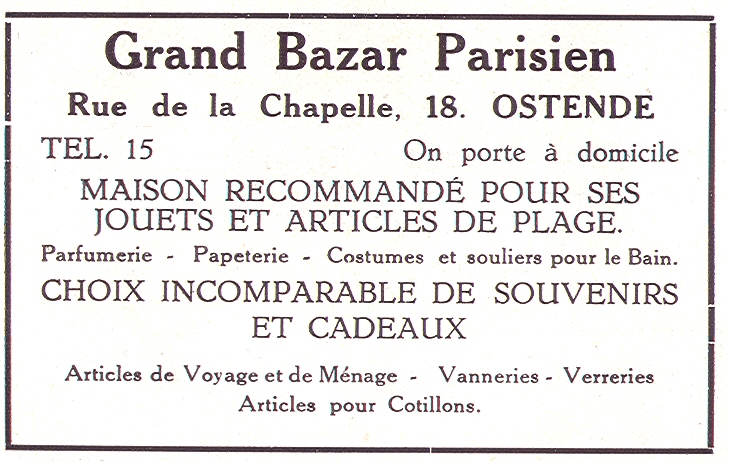 Grand Bazar Parisien
Rue de la Chapelle, 18. OSTENDE
TEL. 15 On porte à domicile
MAISON RECOMMANDÉ POUR SES
JOUETS ET ARTICLES DE PLAGE.
Parfumerie - Papeterie - Costumes et souliers pour le Bain.
CHOIX INCOMPARABLE DE SOUVENIRS
ET CADEAUX
Articles de Voyage et de Ménage - Vanneries - Verreries
Articles pour Cotillons.